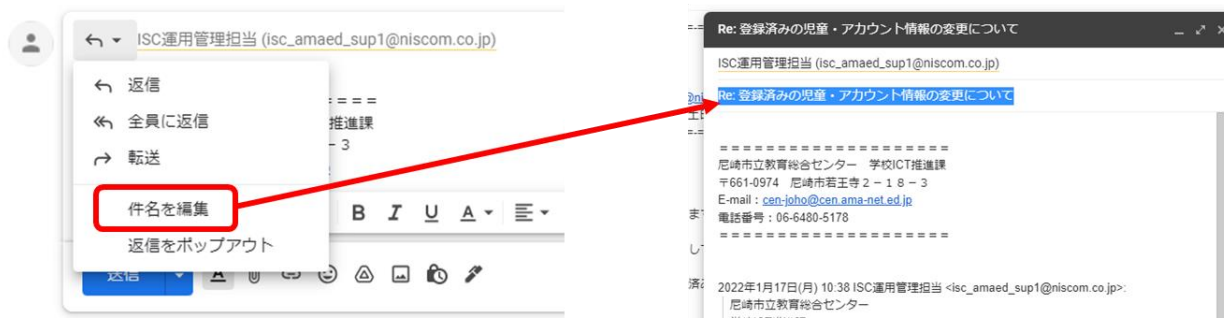 ISC運用管理担当 (isc_amaed_sup1@niscom.co.jp)
返信
全員に返信
転送
件名を編集
返信をポップアウト
====
推進課
－３
B I U A
送信
Re: 登録済みの児童・アカウント情報の変更について
ISC運用管理担当 (isc_amaed_sup1@niscom.co.jp)
Re: 登録済みの児童・アカウント情報の変更について
====================
尼崎市立教育総合センター　学校ICT推進課
〒661-0974　尼崎市若王寺２－１８－３
E-mail：cen-joho@cen.ama-net.ed.jp
電話番号：06-6480-5178
====================
2022年1月17日(月) 10:38 ISC運用管理担当 <isc_amaed_sup1@niscom.co.jp>:
尼崎市立教育総合センター